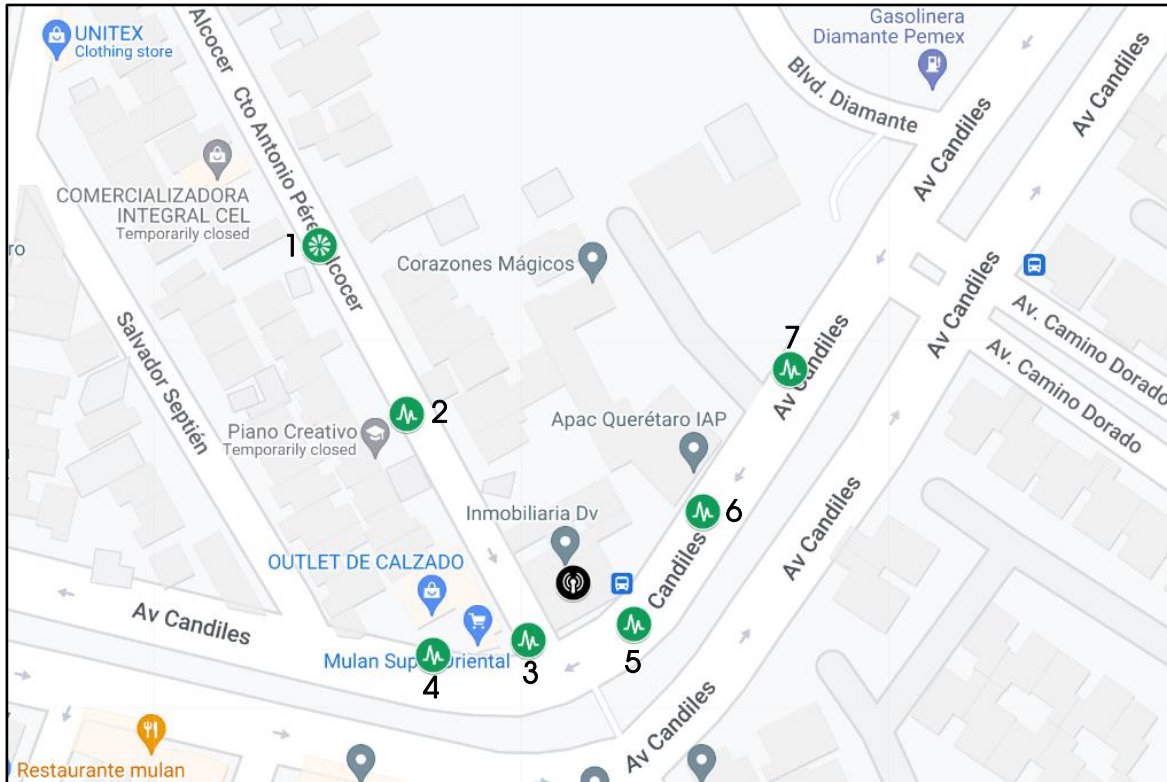 UNITEX
Clothing store
Alcocer
Cto Antonio Pére
lcocer
Gasolinera
Diamante Pemex
Blvd. Diamante
Av Candiles
Av Candiles
COMERCIALIZADORA
INTEGRAL CEL
Temporarily closed
ro
1
Corazones Mágicos
Av Candiles
Av. Camino Dorado
Av. Camino Dorado
Salvador Septién
7
Av Candiles
2
Piano Creativo
Temporarily closed
Apac Querétaro IAP
6
Inmobiliaria Dv
Candiles
Av Candiles
OUTLET DE CALZADO
Av Candiles
Mulan Sup Oriental
3
4
5
Av Candiles
Restaurante mulan